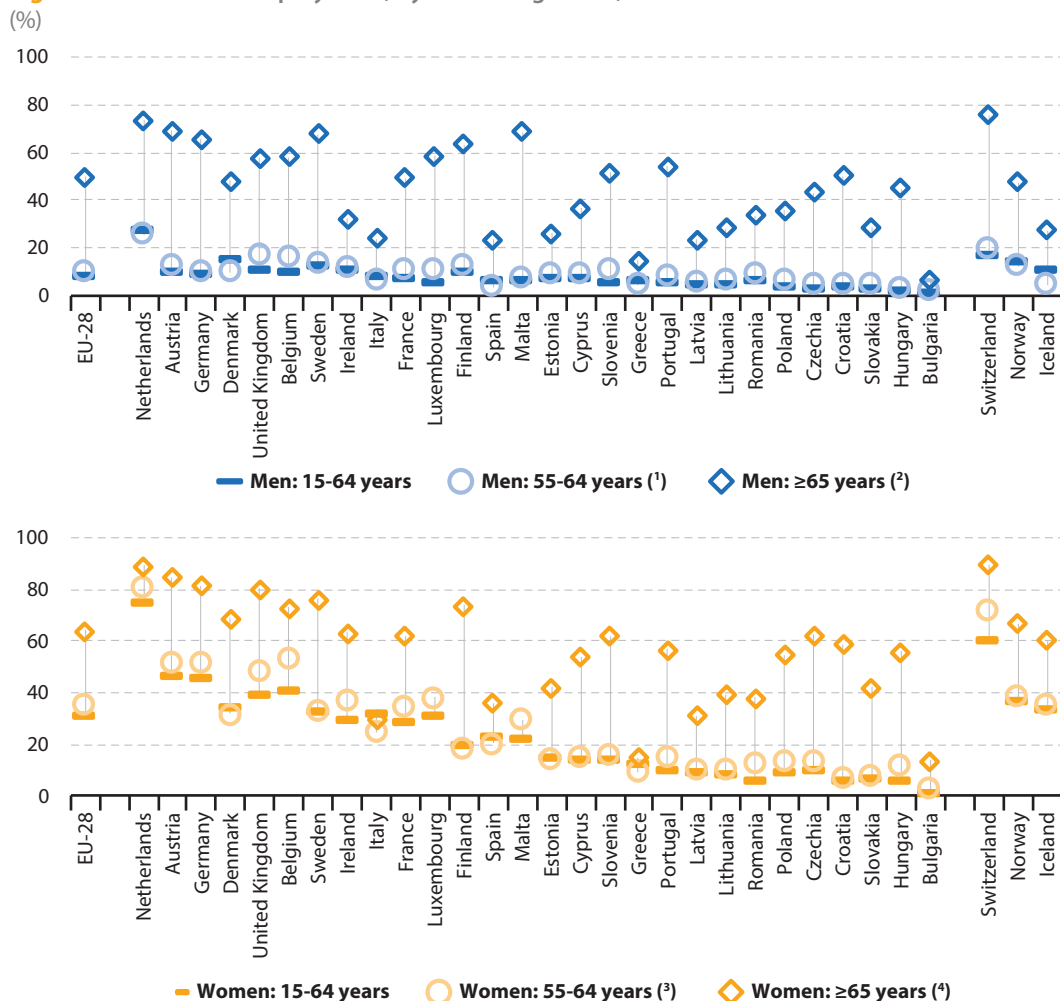 (%)
100
80
60
40
20
0
EU-28
Netherlands
Austria
Germany
Denmark
United Kingdom
Belgium
Sweden
Ireland
Italy
France
Luxembourg
Finland
Spain
Malta
Estonia
Cyprus
Slovenia
Greece
Portugal
Latvia
Lithuania
Romania
Poland
Czechia
Croatia
Slovakia
Hungary
Bulgaria
Switzerland
Norway
Iceland
Men: 15-64 years Men: 55-64 years (¹) Men: ≥65 years (²)
100
80
60
40
20
0
EU-28
Netherlands
Austria
Germany
Denmark
United Kingdom
Belgium
Sweden
Ireland
Italy
France
Luxembourg
Finland
Spain
Malta
Estonia
Cyprus
Slovenia
Greece
Portugal
Latvia
Lithuania
Romania
Poland
Czechia
Croatia
Slovakia
Hungary
Bulgaria
Switzerland
Norway
Iceland
Women: 15-64 years Women: 55-64 years (³) Women: ≥65 years (⁴)